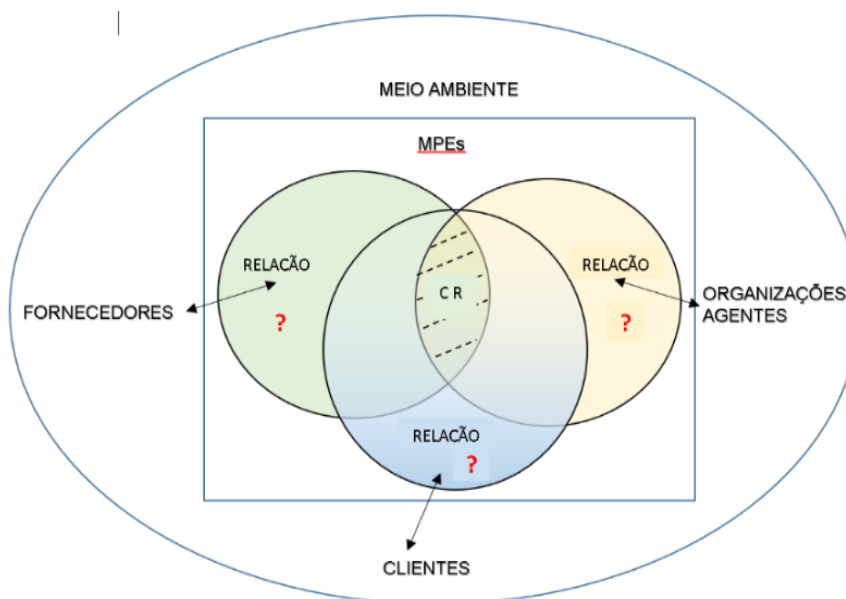 MEIO AMBIENTE
MPEs
RELACÃO
?
FORNECEDORES
C R
RELACÃO
?
ORGANIZAÇÕES
AGENTES
RELACÃO
?
CLIENTES